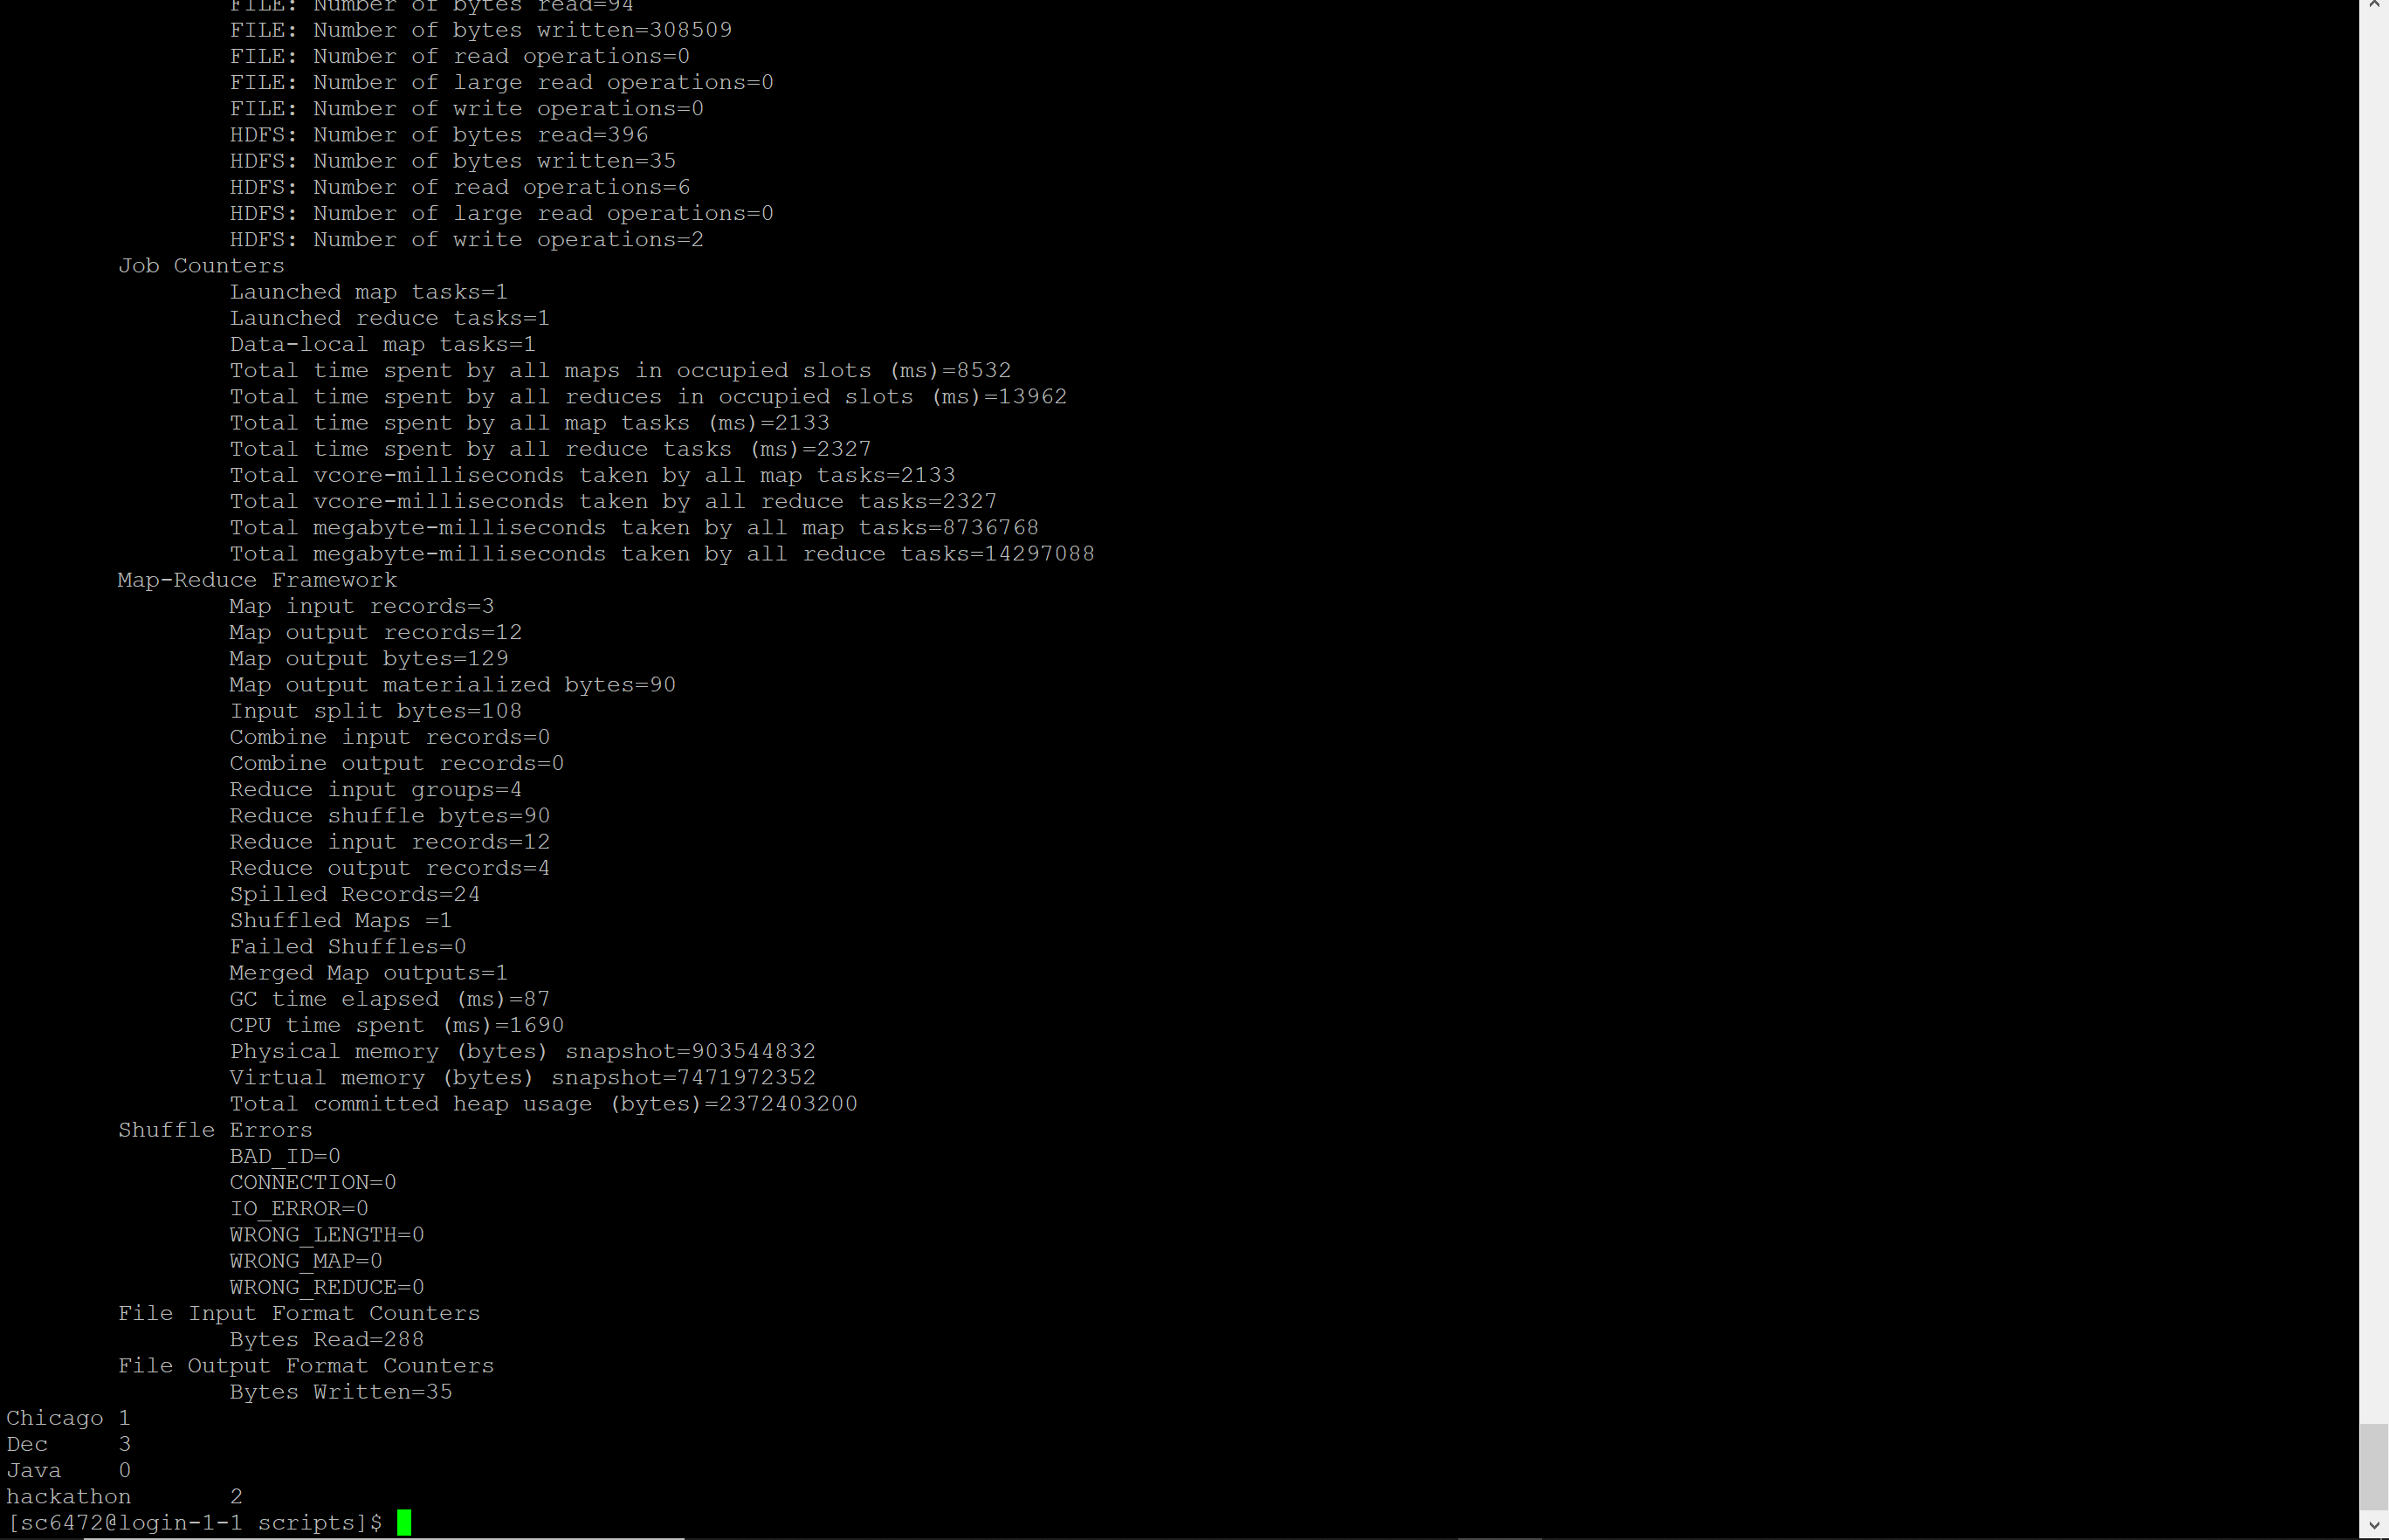 FILE: Number of bytes read=94
FILE: Number of bytes written=308509
FILE: Number of read operations=0
FILE: Number of large read operations=0
FILE: Number of write operations=0
HDFS: Number of bytes read=396
HDFS: Number of bytes written=35
HDFS: Number of read operations=6
HDFS: Number of large read operations=0
HDFS: Number of write operations=2
Job Counters
Launched map tasks=1
Launched reduce tasks=1
Data-local map tasks=1
Total time spent by all maps in occupied slots (ms)=8532
Total time spent by all reduces in occupied slots (ms)=13962
Total time spent by all map tasks (ms)=2133
Total time spent by all reduce tasks (ms)=2327
Total vcore-milliseconds taken by all map tasks=2133
Total vcore-milliseconds taken by all reduce tasks=2327
Total megabyte-milliseconds taken by all map tasks=8736768
Total megabyte-milliseconds taken by all reduce tasks=14297088
Map-Reduce Framework
Map input records=3
Map output records=12
Map output bytes=129
Map output materialized bytes=90
Input split bytes=108
Combine input records=0
Combine output records=0
Reduce input groups=4
Reduce shuffle bytes=90
Reduce input records=12
Reduce output records=4
Spilled Records=24
Shuffled Maps =1
Failed Shuffles=0
Merged Map outputs=1
GC time elapsed (ms)=87
CPU time spent (ms)=1690
Physical memory (bytes) snapshot=903544832
Virtual memory (bytes) snapshot=7471972352
Total committed heap usage (bytes)=2372403200
Shuffle Errors
BAD_ID=0
CONNECTION=0
IO_ERROR=0
WRONG_LENGTH=0
WRONG_MAP=0
WRONG_REDUCE=0
File Input Format Counters
Bytes Read=288
File Output Format Counters
Bytes Written=35
Chicago 1
Dec 3
Java 0
hackathon 2
[sc6472@login-1-1 scripts]$